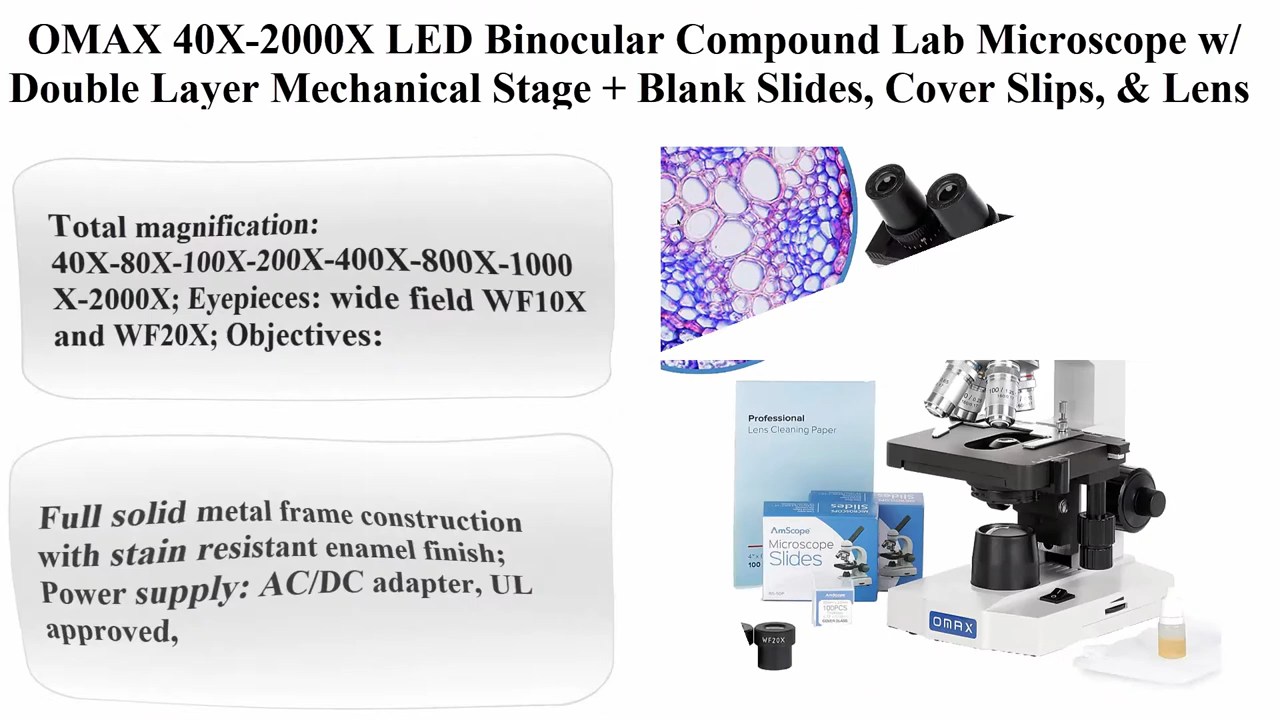 OMAX 40X-2000X LED Binocular Compound Lab Microscope w/
Double Layer Mechanical Stage + Blank Slides, Cover Slips, & Lens
Total magnification:
40X-80X-100X-200X-400X-800X-1000
X-2000X; Eyepieces: wide field WF10X
and WF20X; Objectives:
Full solid metal frame construction
with stain resistant enamel finish;
Power supply: AC/DC adapter, UL
approved,
Professional
Lens Cleaning Paper
Slides
AmScope
Microscope
Slides
100
100PCS
WF20X
OMAX